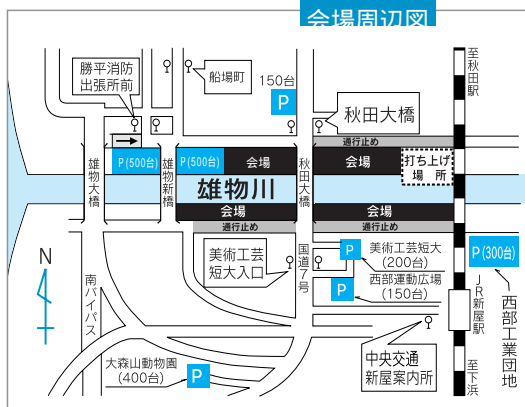 会場周辺図
勝平消防
出張所前
船場町
150台
P
秋田大橋
至秋田駅
通行止め
P(500台)
P(500台)
会場
会場
打ち上げ
場所
雄物大橋
雄物新橋
雄物川
秋田大橋
会場
会場
通行止め
通行止め
N
美術工芸
短大入口
国道7号
P
美術工芸短大
(200台)
P
西部運動広場
(150台)
P(300台)
西部工業団地
JR新屋駅
南バイパス
大森山動物園
(400台)
P
中央交通
新屋案内所
至下浜